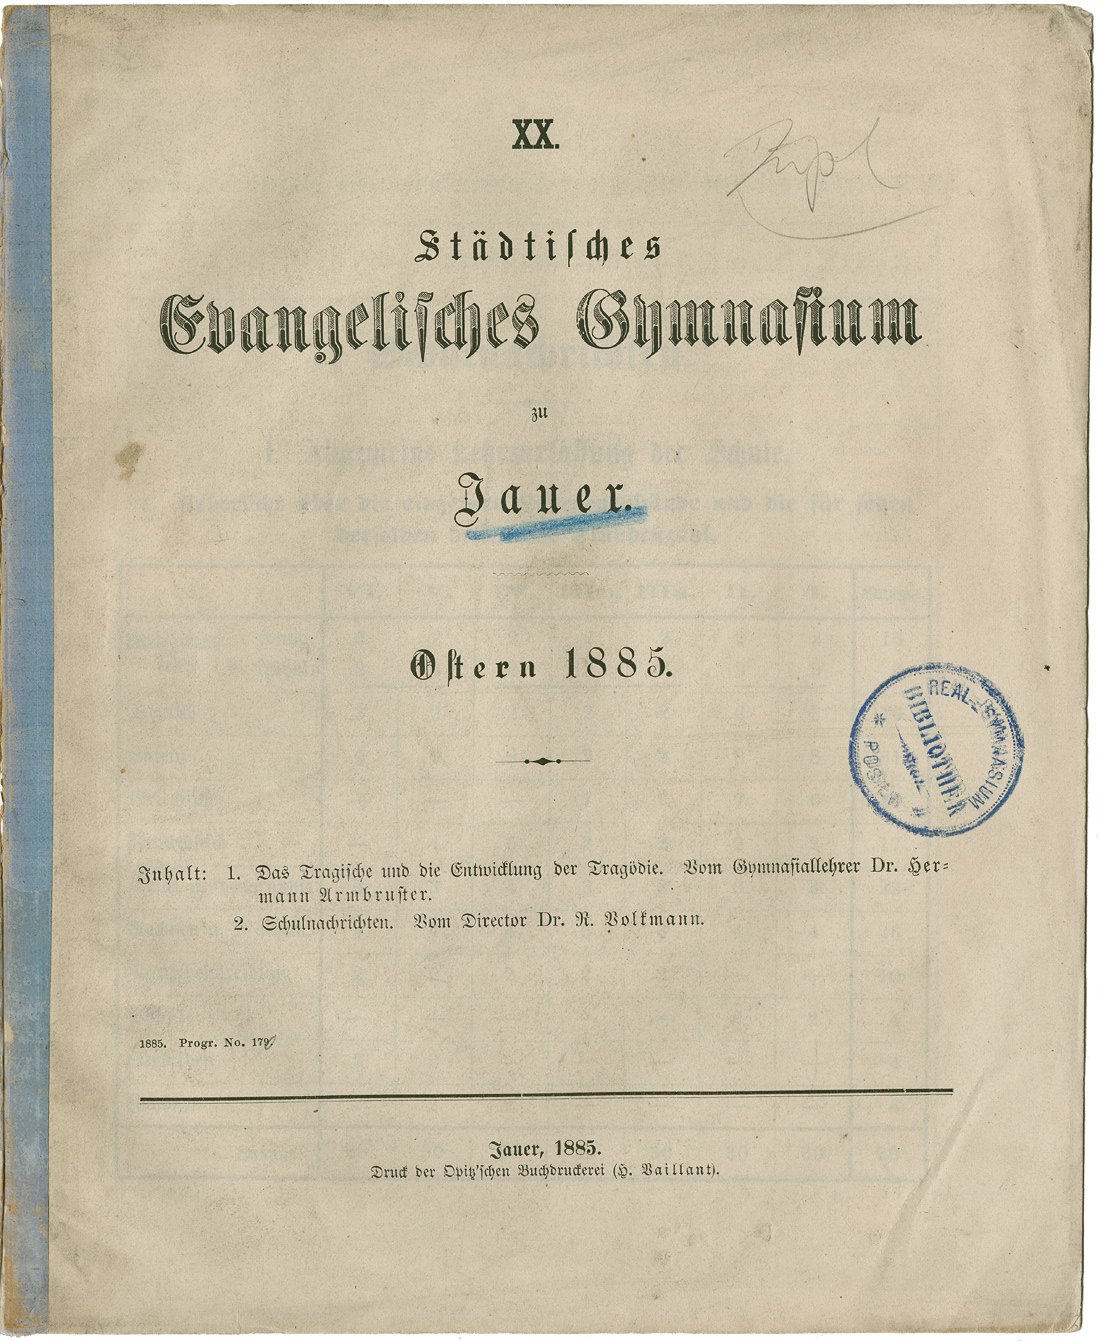 XX.
Städtisches
Evangelisches Gymnasium
zu
Jauer.
Ostern 1885.
REAL-GYMNASIUM
BIBLIOTHEK
* POSEN *
Inhalt: 1. Das Tragische und die Entwicklung der Tragödie. Vom Gymnasiallehrer Dr. Her-
mann Armbruster.
2. Schulnachrichten. Vom Director Dr. R. Volkmann.
1885. Progr. No. 179
Jauer, 1885.
Druck der Opitz'schen Buchdruckerei (H. Vaillant).